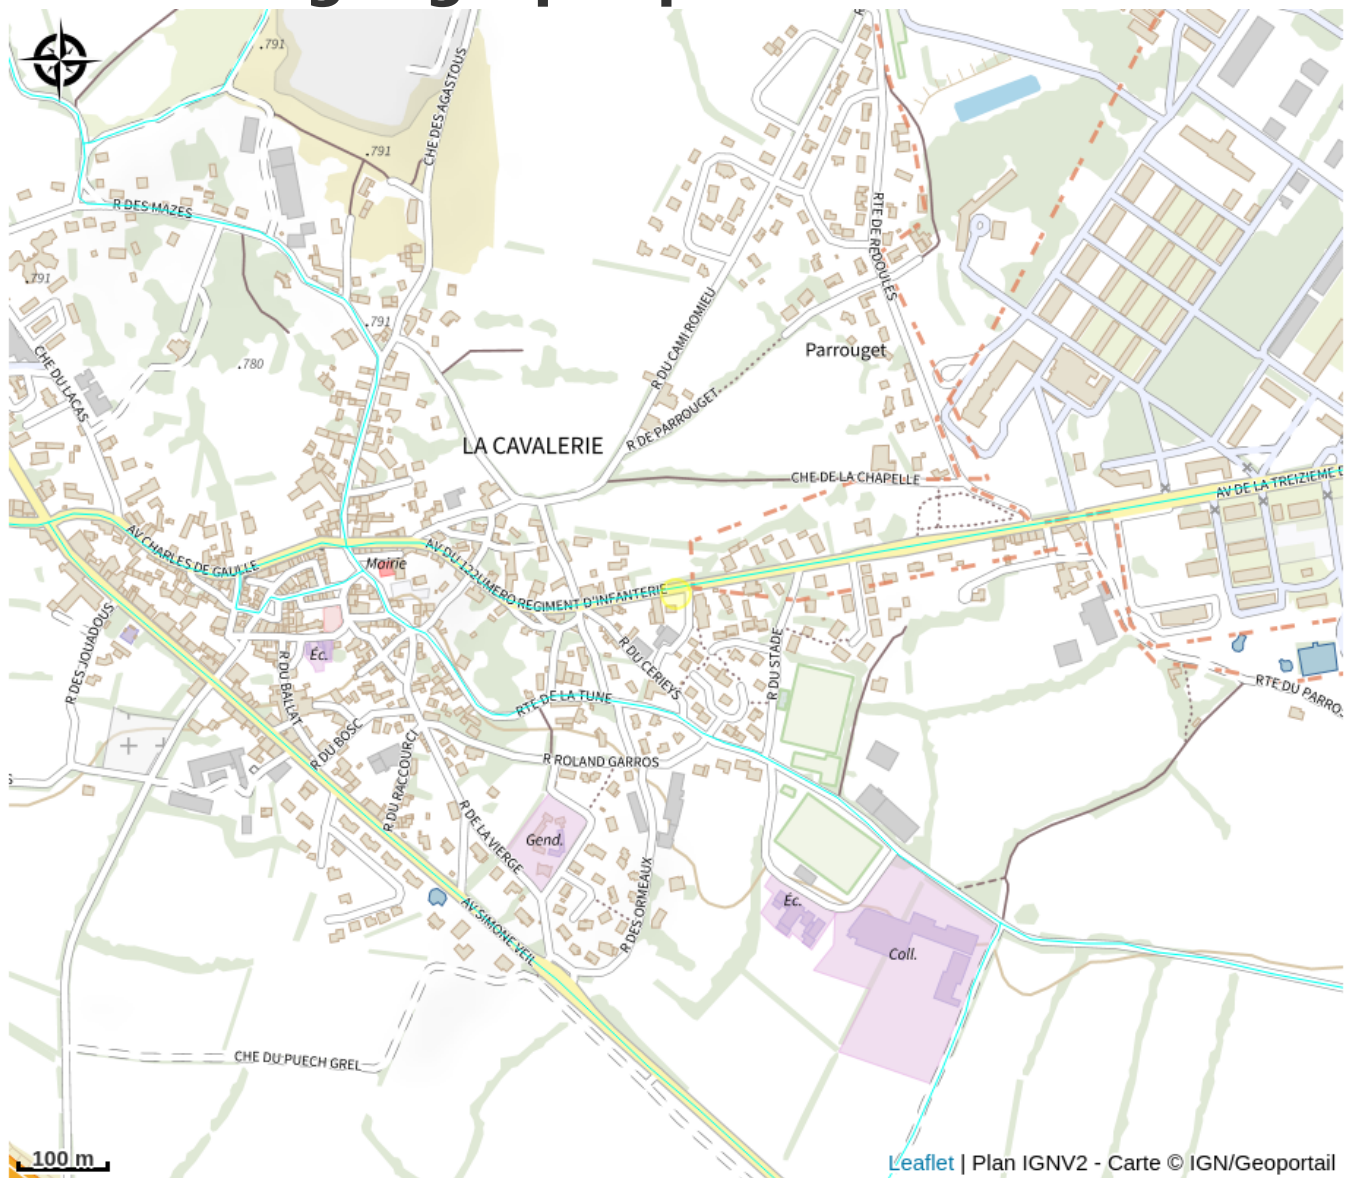 791
CHE DES AGASTOUS
791
R DES MAZES
RTE DE REDOULES
791
791
R DU CAMI ROMIEU
Parrouget
CHE DU LACAS
780
R DE PARROUGET
LA CAVALERIE
CHE DE LA CHAPELLE
AV DE LA TREIZIEME
AV CHARLES DE GAULLE
Mairie
AV DU 122UMERO REGIMENT D'INFANTERIE
R DES JOUADOUS
Éc.
R DU BALLAT
R DU CERIEYS
R DU STADE
RTE DE LA TUNE
RTE DU PARRO
R DU BOSC
R DU RACCOURCI
R ROLAND GARROS
S
R DE LA VIERGE
Gend.
R DES ORMEAUX
Éc.
AV SIMONE VEIL
Coll.
CHE DU PUECH GREL
100 m
Leaflet | Plan IGNV2 - Carte © IGN/Geoportail